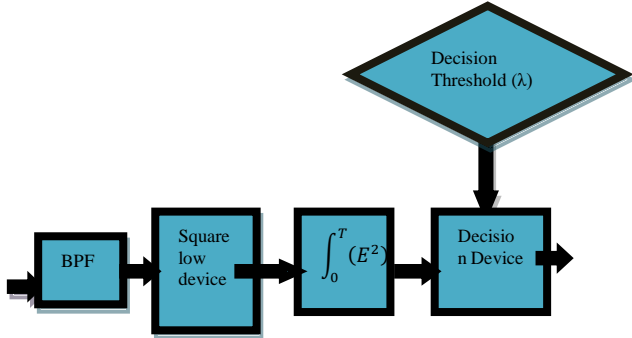 Decision
Threshold (λ)
BPF
Square
low
device
∫₀ᵀ(E²)
Decisio
n Device